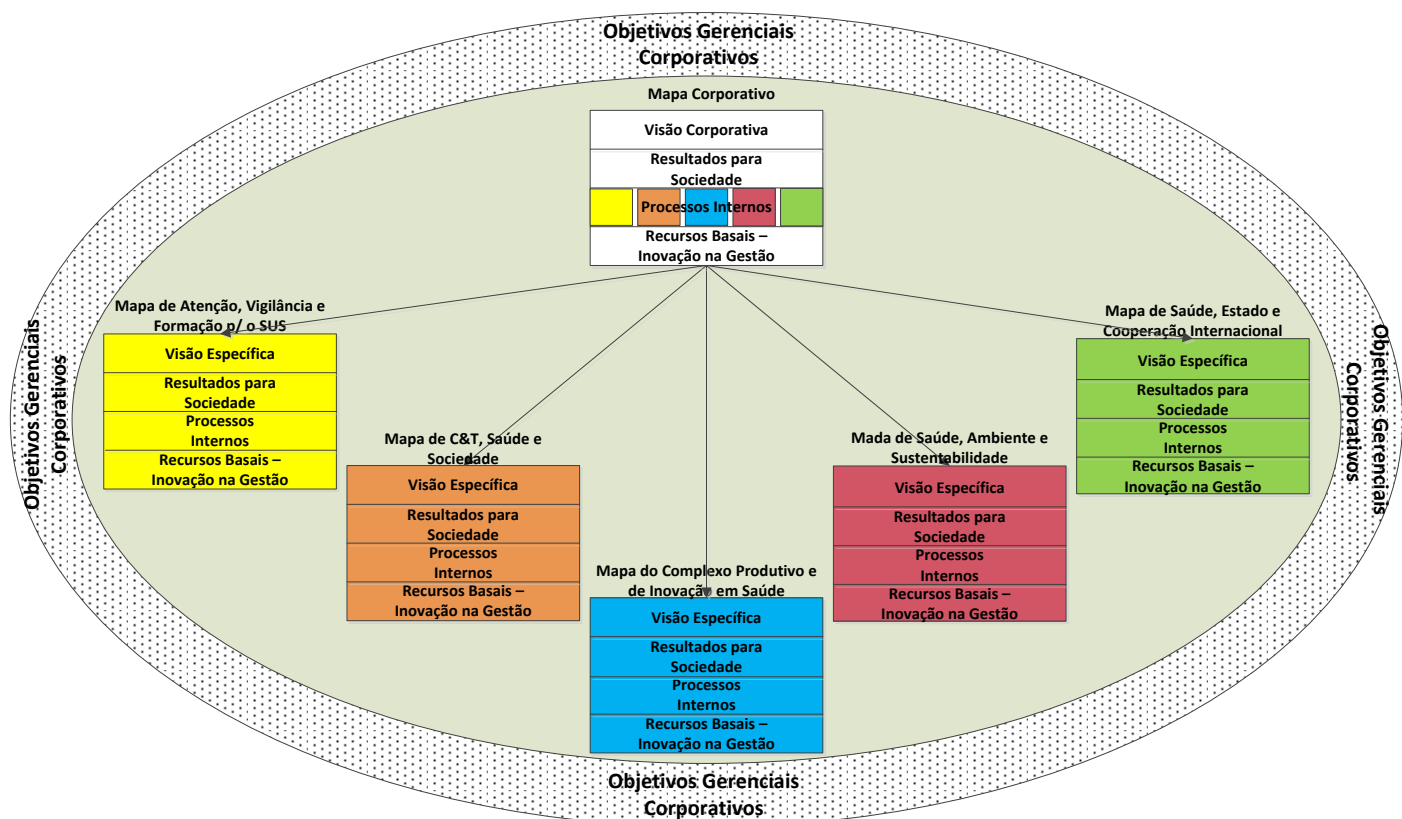 Objetivos Gerenciais
Corporativos
Mapa Corporativo
Visão Corporativa
Resultados para
Sociedade
Processos Internos
Recursos Basais –
Inovação na Gestão
Objetivos Gerenciais
Corporativos
Mapa de Atenção, Vigilância e
Formação p/ o SUS
Visão Específica
Resultados para
Sociedade
Processos
Internos
Recursos Basais –
Inovação na Gestão
Mapa de C&T, Saúde e
Sociedade
Visão Específica
Resultados para
Sociedade
Processos
Internos
Recursos Basais –
Inovação na Gestão
Mapa do Complexo Produtivo e
de Inovação em Saúde
Visão Específica
Resultados para
Sociedade
Processos
Internos
Recursos Basais –
Inovação na Gestão
Mada de Saúde, Ambiente e
Sustentabilidade
Visão Específica
Resultados para
Sociedade
Processos
Internos
Recursos Basais –
Inovação na Gestão
Mapa de Saúde, Estado e
Cooperação Internacional
Visão Específica
Resultados para
Sociedade
Processos
Internos
Recursos Basais –
Inovação na Gestão
Objetivos Gerenciais
Corporativos
Objetivos Gerenciais
Corporativos